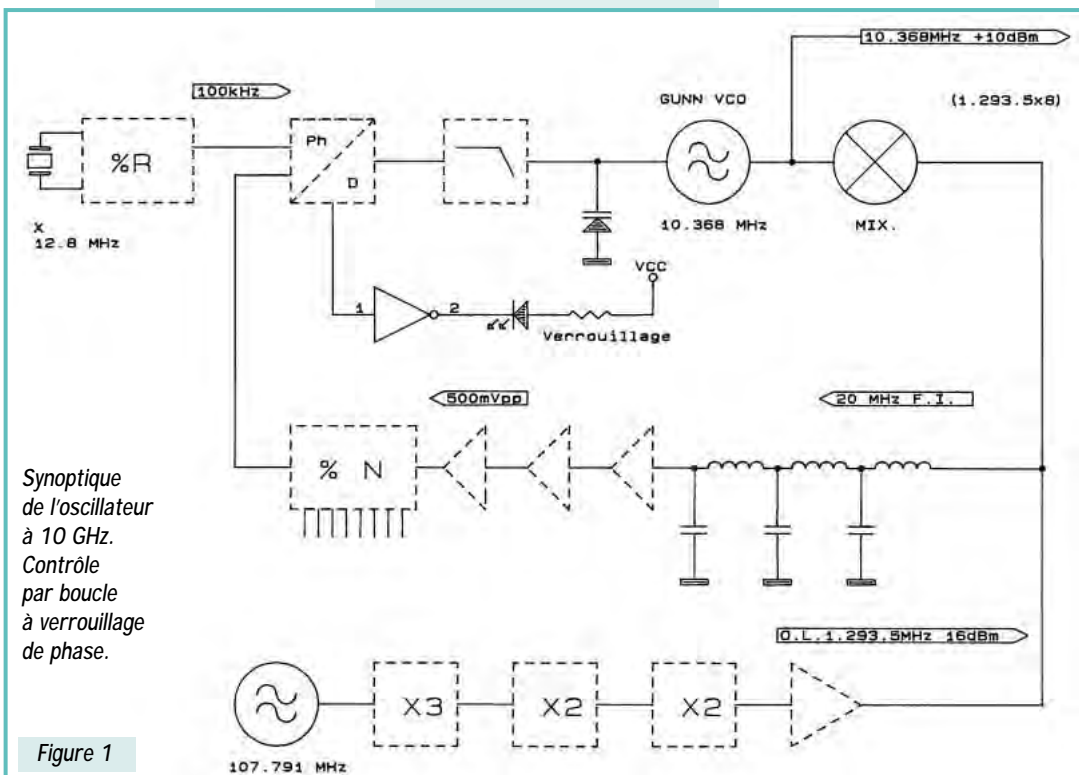 10.368MHz +10dBm
100kHz
GUNN VCO
(1.293.5x8)
Ph
%R
D
X
12.8 MHz
10.368 MHz
MIX.
VCC
1
2
Verrouillage
500mVpp
20 MHz F.I.
% N
Synoptique
de l'oscillateur
à 10 GHz.
Contrôle
par boucle
à verrouillage
de phase.
O.L.1.293.5MHz 16dBm
X3
X2
X2
Figure 1
107.791 MHz